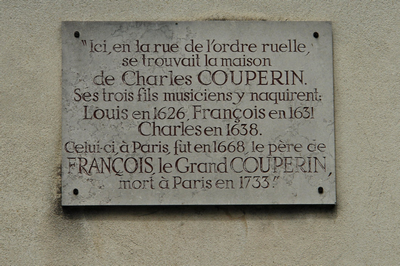 "ici, en la rue de l'ordre ruelle,
se trouvait la maison
de Charles COUPERIN.
Ses trois fils musiciens y naquirent:
Louis en 1626, François en 1631
Charles en 1638.
Celui-ci, à Paris, fut en 1668, le père de
FRANÇOIS, le Grand COUPERIN,
mort à Paris en 1733."